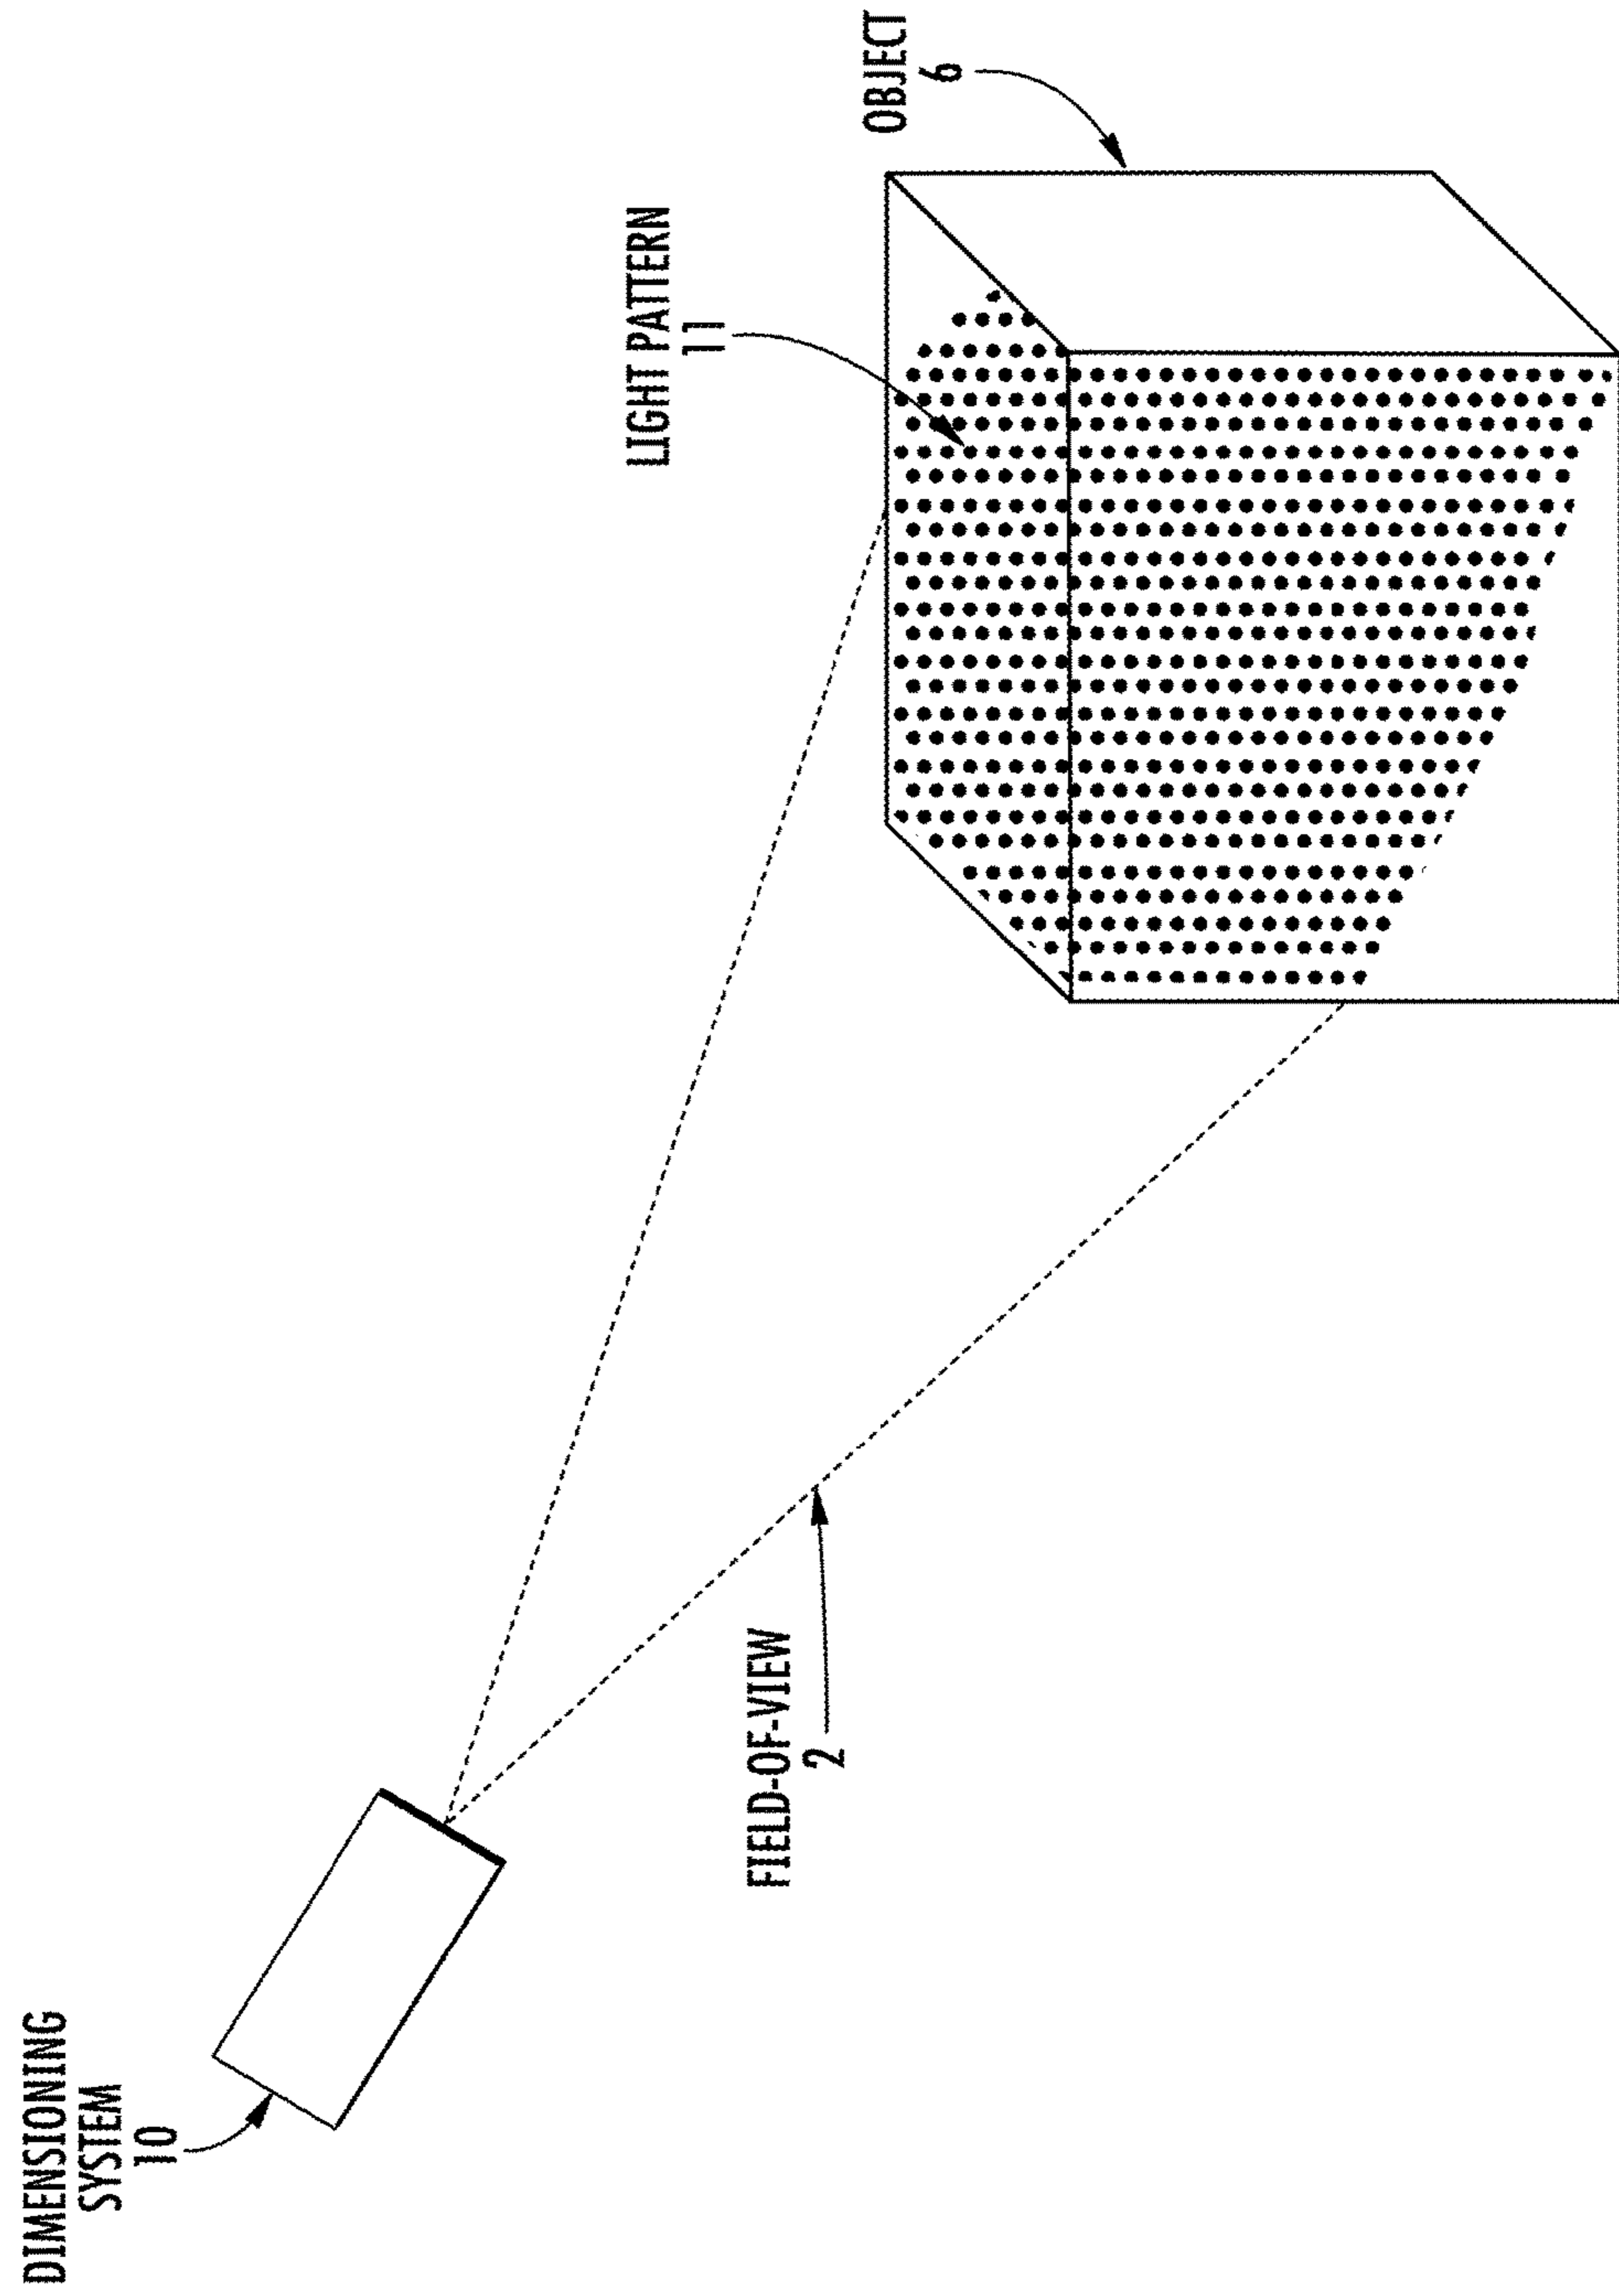 DIMENSIONING
SYSTEM
10
FIELD-OF-VIEW
2
LIGHT PATTERN
11
OBJECT
6